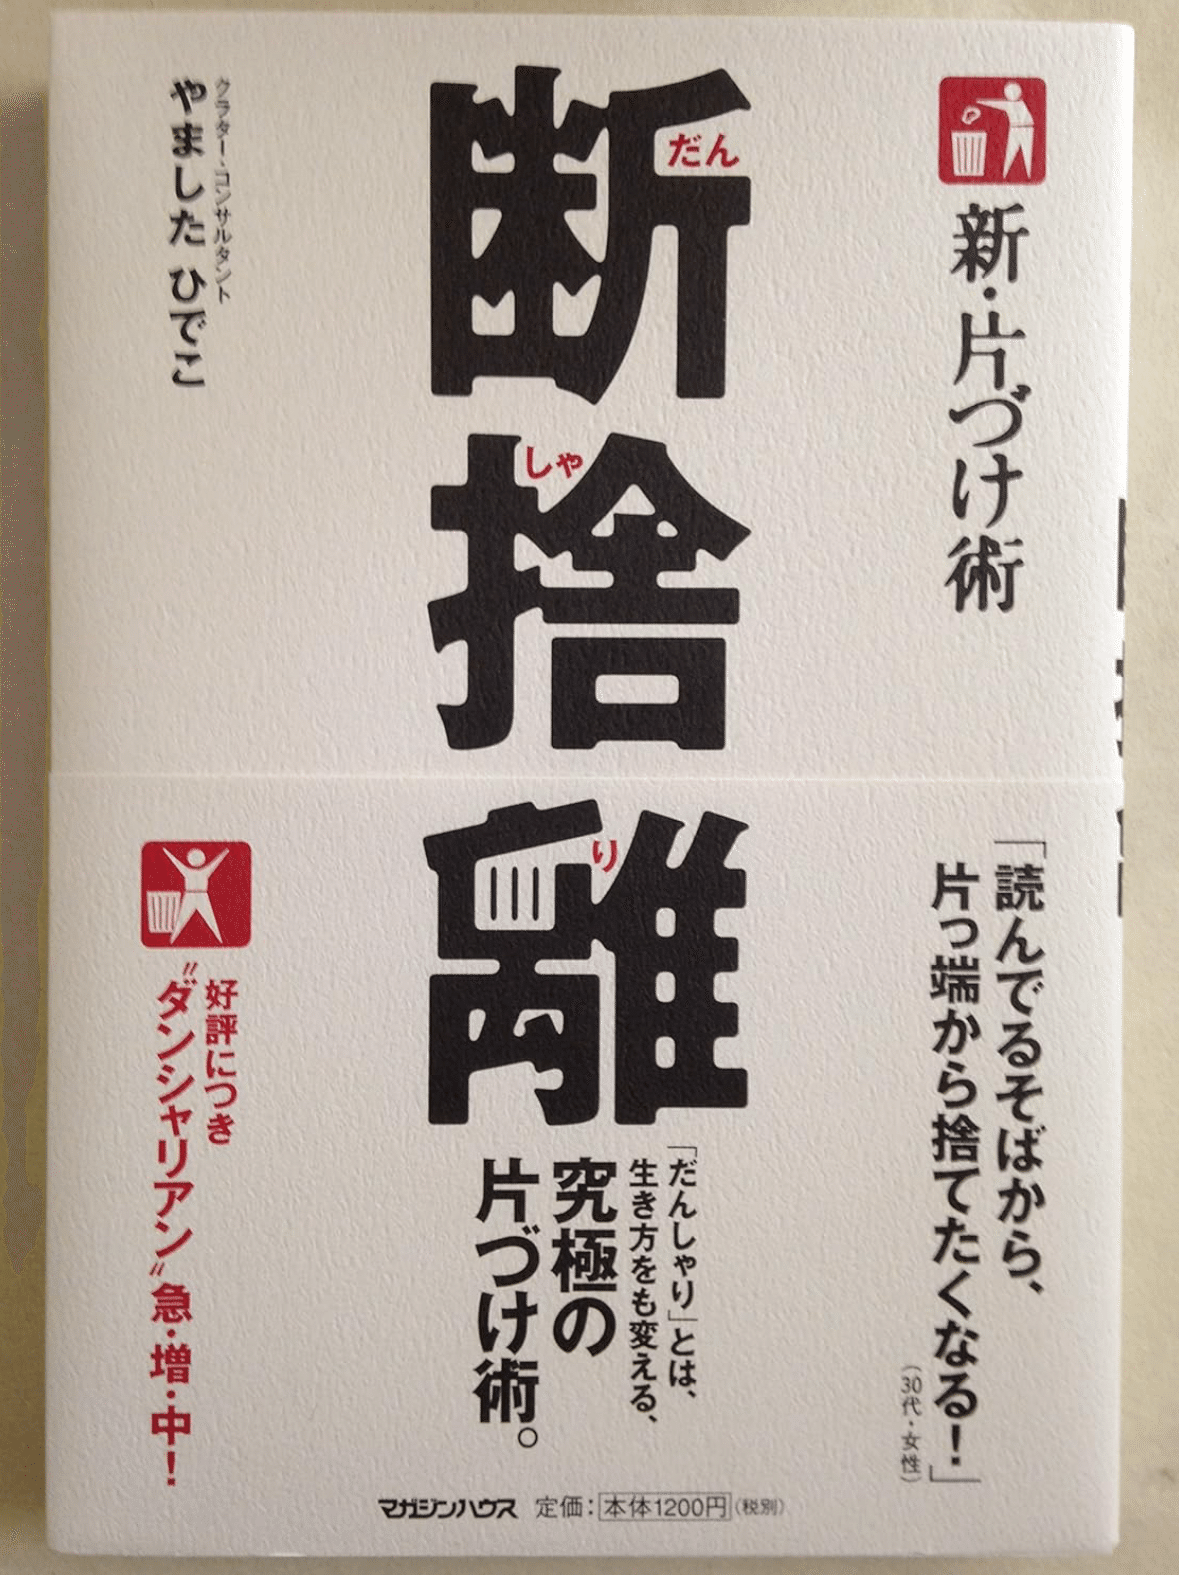 新・片づけ術
断捨離
だん
しゃ
り
クラター・コンサルタント
やました ひでこ
「読んでるそばから、
片っ端から捨てたくなる！」
（30代・女性）
「だんしゃり」とは、
生き方をも変える、
究極の
片づけ術。
好評につき
〝ダンシャリアン〟急・増・中！
マガジンハウス 定価：本体1200円（税別）